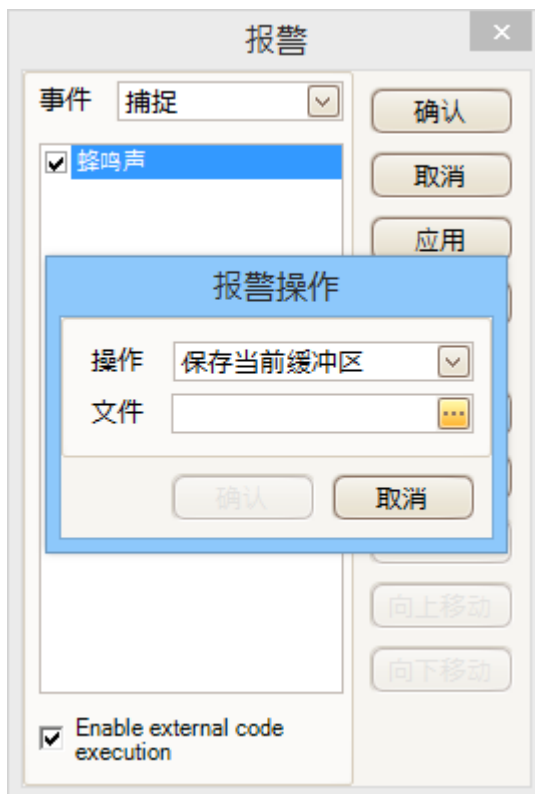 报警
事件 捕捉
确认
蜂鸣声
取消
应用
报警操作
操作 保存当前缓冲区
文件
确认 取消
向上移动
向下移动
Enable external code
execution